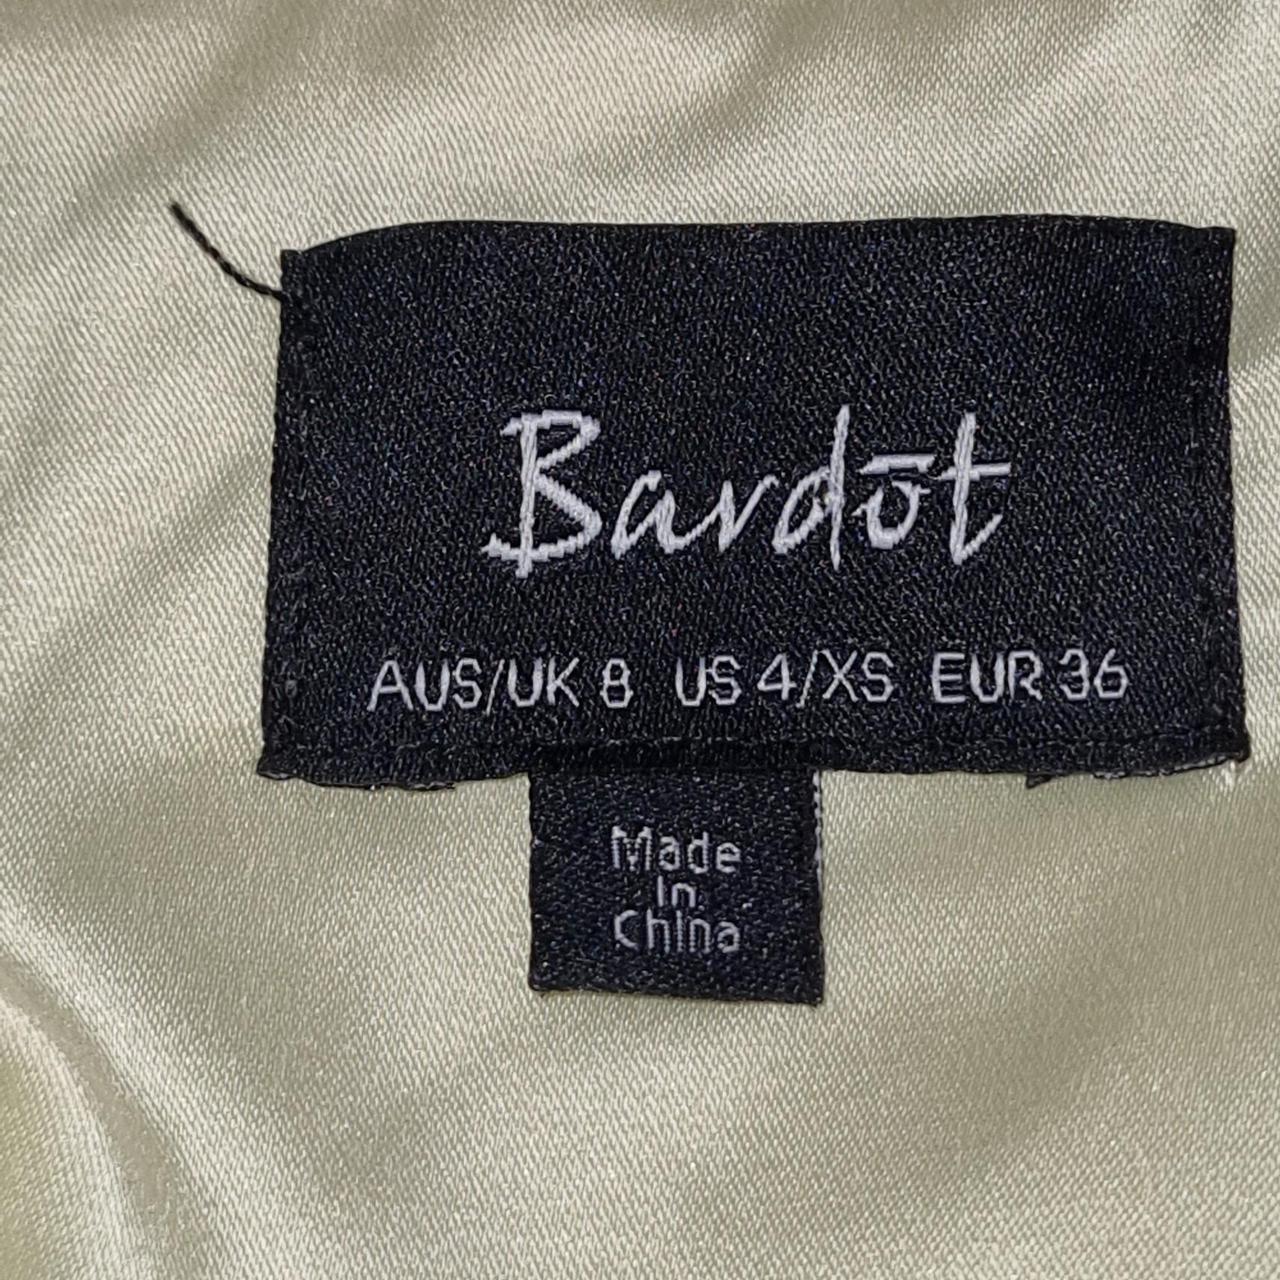 Bardōt
AUS/UK 8 US 4/XS EUR 36
Made
In
China